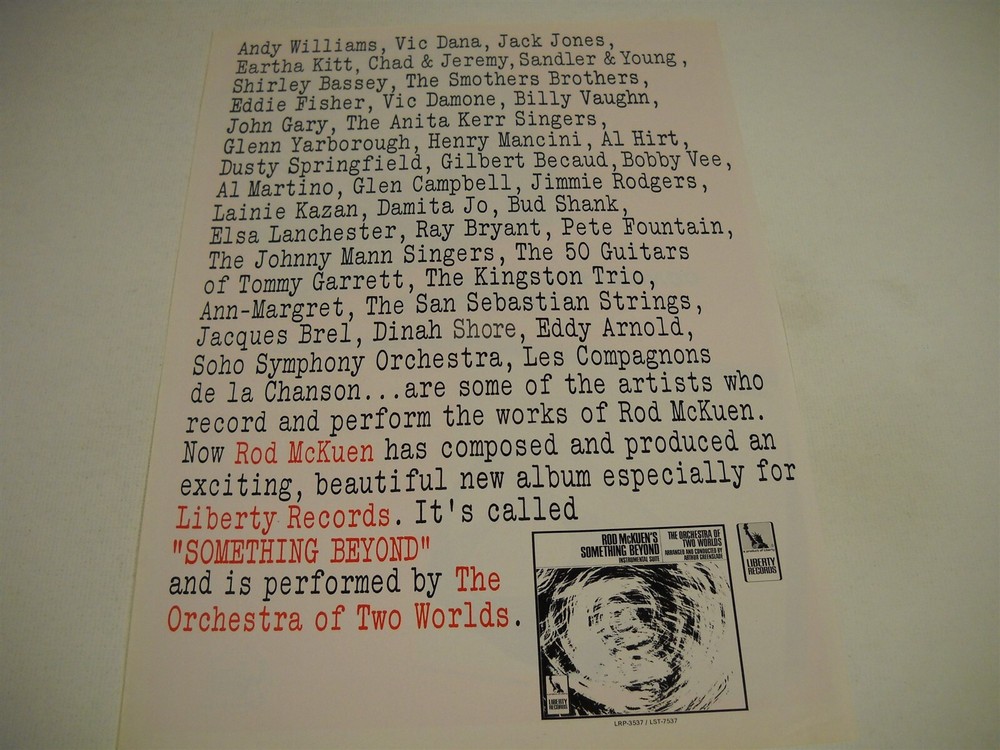 Andy Williams, Vic Dana, Jack Jones,
Eartha Kitt, Chad & Jeremy, Sandler & Young,
Shirley Bassey, The Smothers Brothers,
Eddie Fisher, Vic Damone, Billy Vaughn,
John Gary, The Anita Kerr Singers,
Glenn Yarborough, Henry Mancini, Al Hirt,
Dusty Springfield, Gilbert Becaud, Bobby Vee,
Al Martino, Glen Campbell, Jimmie Rodgers,
Lainie Kazan, Damita Jo, Bud Shank,
Elsa Lanchester, Ray Bryant, Pete Fountain,
The Johnny Mann Singers, The 50 Guitars
of Tommy Garrett, The Kingston Trio,
Ann-Margret, The San Sebastian Strings,
Jacques Brel, Dinah Shore, Eddy Arnold,
Soho Symphony Orchestra, Les Compagnons
de la Chanson...are some of the artists who
record and perform the works of Rod McKuen.
Now Rod McKuen has composed and produced an
exciting, beautiful new album especially for
Liberty Records. It's called
"SOMETHING BEYOND"
and is performed by The
Orchestra of Two Worlds.
ROD McKUEN'S
SOMETHING BEYOND
INSTRUMENTAL SUITE
THE ORCHESTRA OF
TWO WORLDS
ARRANGED AND CONDUCTED BY
ARTHUR GREENSLADE
LIBERTY
RECORDS
LIBERTY
RECORDS
LRP-3537 / LST-7537